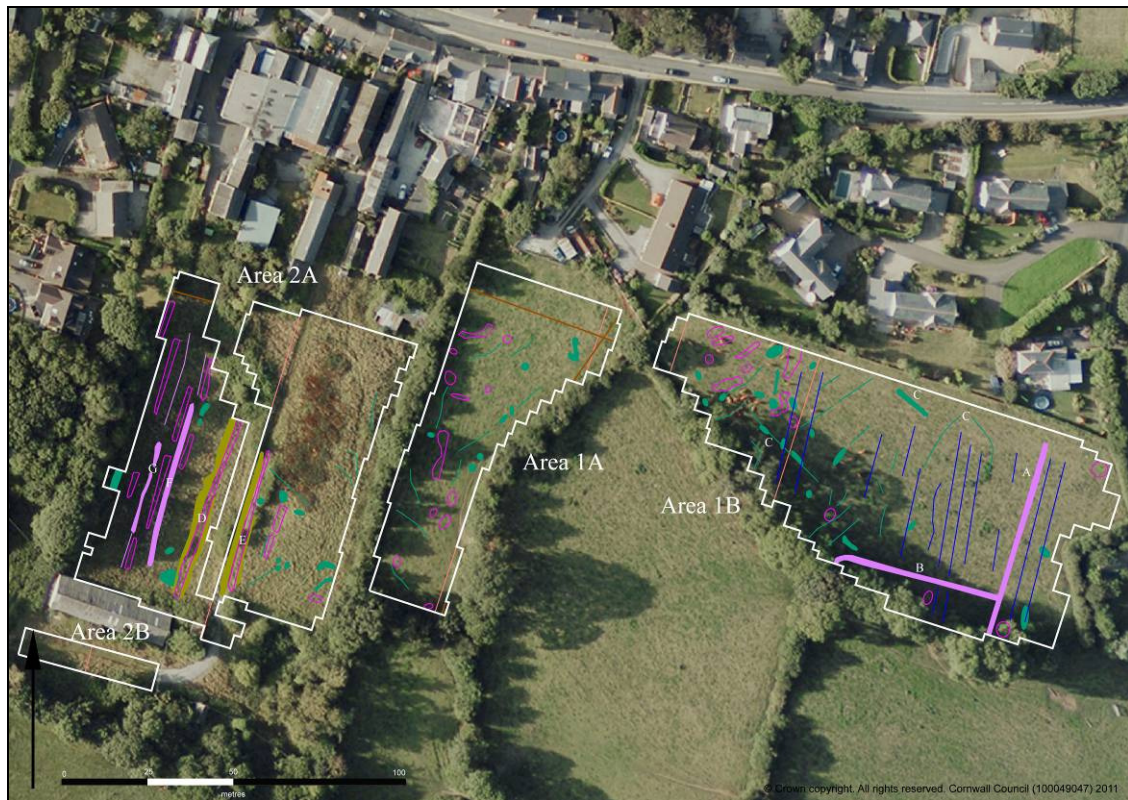 Area 2A
Area 1A
Area 1B
Area 2B
A
B
C
C
C
D
E
F
G
0 25 50 100
metres
© Crown copyright. All rights reserved. Cornwall Council (100049047) 2011